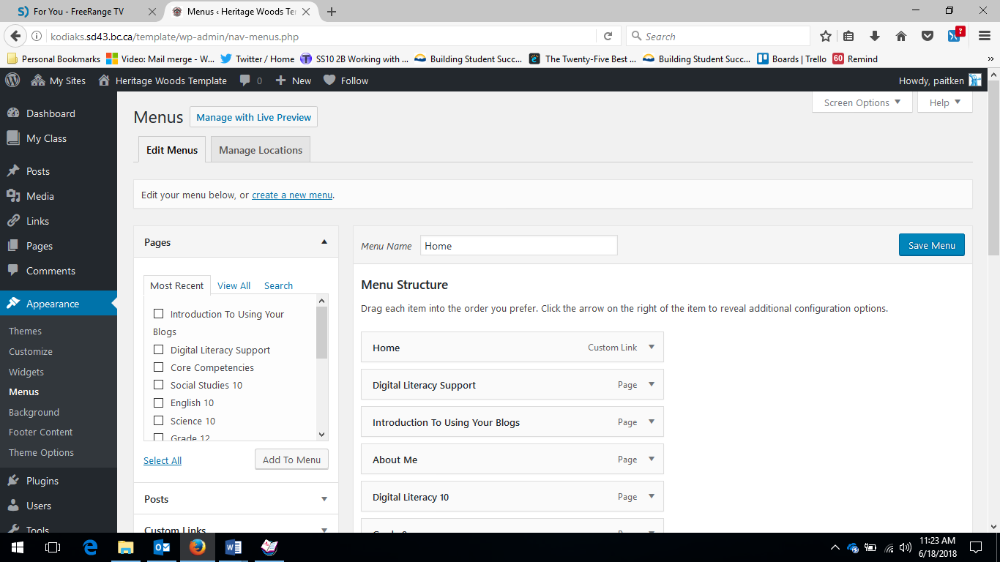 For You - FreeRange TV
Menus ‹ Heritage Woods Te
kodiaks.sd43.bc.ca/template/wp-admin/nav-menus.php
Search
?
Personal Bookmarks
Video: Mail merge - W...
Twitter / Home
SS10 2B Working with ...
Building Student Succ...
The Twenty-Five Best ...
Building Student Succ...
Boards | Trello
60 Remind
My Sites
Heritage Woods Template
0
New
Follow
Howdy, paitken
Dashboard
My Class
Posts
Media
Links
Pages
Comments
Appearance
Themes
Customize
Widgets
Menus
Background
Footer Content
Theme Options
Plugins
Users
Tools
Screen Options
Help
Menus
Manage with Live Preview
Edit Menus
Manage Locations
Edit your menu below, or create a new menu.
Pages
Most Recent
View All
Search
Introduction To Using Your
Blogs
Digital Literacy Support
Core Competencies
Social Studies 10
English 10
Science 10
Grade 12
Select All
Add To Menu
Posts
Custom Links
Menu Name
Home
Save Menu
Menu Structure
Drag each item into the order you prefer. Click the arrow on the right of the item to reveal additional configuration options.
Home
Custom Link
Digital Literacy Support
Page
Introduction To Using Your Blogs
Page
About Me
Page
Digital Literacy 10
Page
11:23 AM
6/18/2018